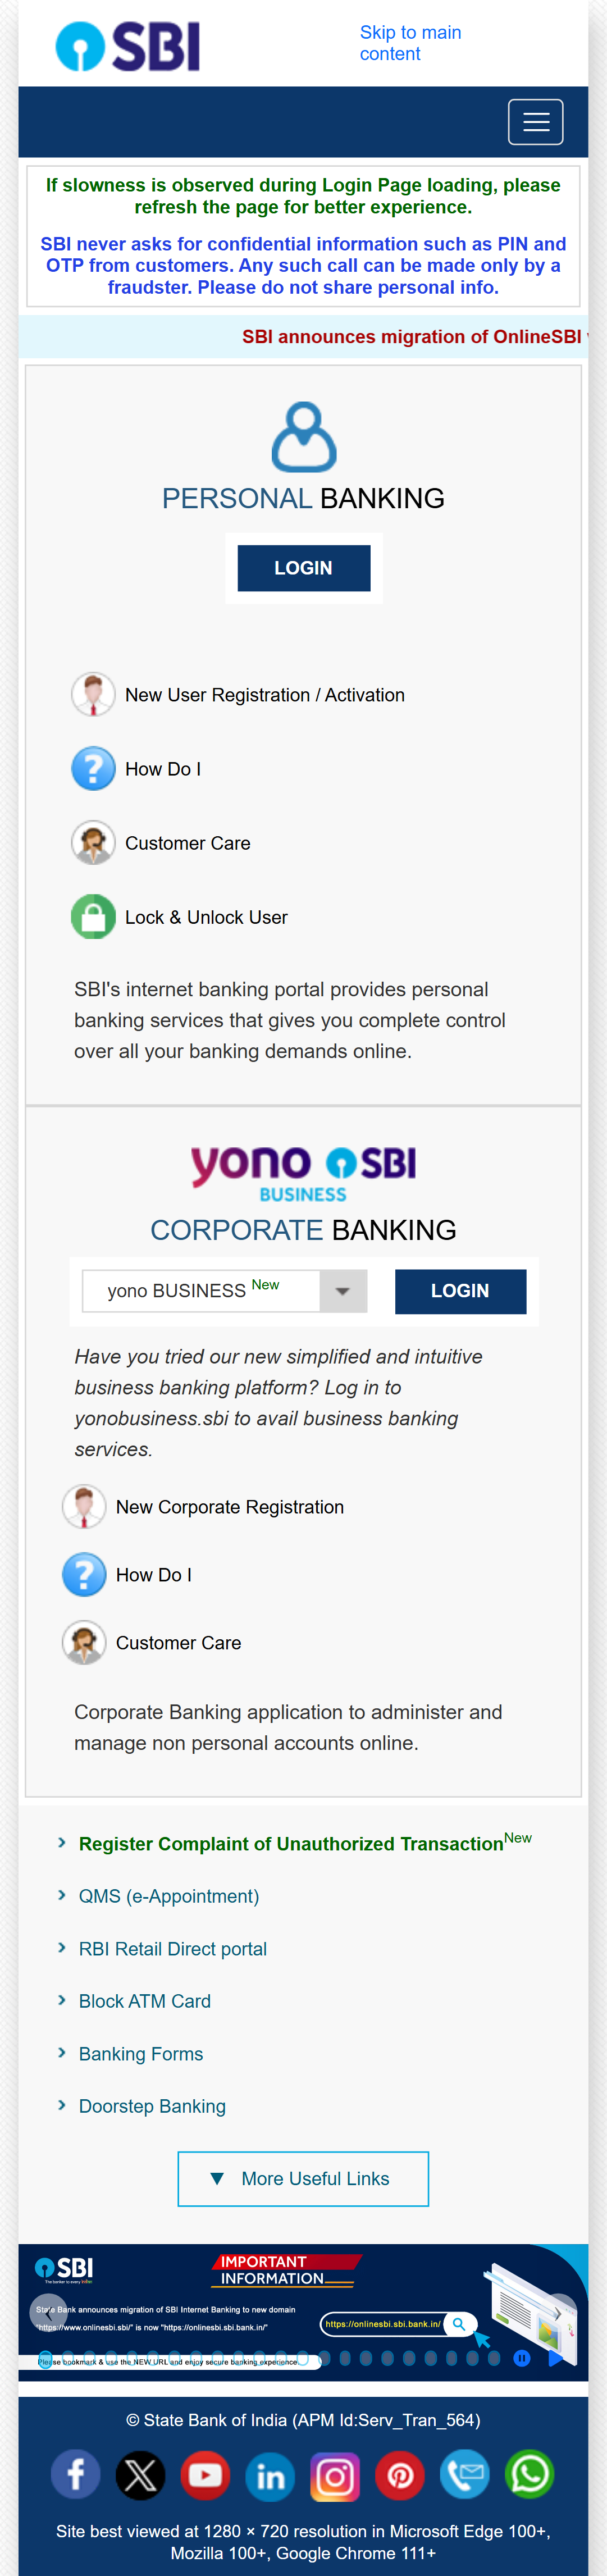 SBI
Skip to main
content
If slowness is observed during Login Page loading, please
refresh the page for better experience.
SBI never asks for confidential information such as PIN and
OTP from customers. Any such call can be made only by a
fraudster. Please do not share personal info.
SBI announces migration of OnlineSBI
PERSONAL BANKING
LOGIN
New User Registration / Activation
How Do I
Customer Care
Lock & Unlock User
SBI's internet banking portal provides personal
banking services that gives you complete control
over all your banking demands online.
yono SBI
BUSINESS
CORPORATE BANKING
yono BUSINESS New
LOGIN
Have you tried our new simplified and intuitive
business banking platform? Log in to
yonobusiness.sbi to avail business banking
services.
New Corporate Registration
How Do I
Customer Care
Corporate Banking application to administer and
manage non personal accounts online.
Register Complaint of Unauthorized Transaction New
QMS (e-Appointment)
RBI Retail Direct portal
Block ATM Card
Banking Forms
Doorstep Banking
More Useful Links
SBI
The banker to every Indian
IMPORTANT
INFORMATION
State Bank announces migration of SBI Internet Banking to new domain
"https://www.onlinesbi.sbi/" is now "https://onlinesbi.sbi.bank.in/"
https://onlinesbi.sbi.bank.in/
Please bookmark & use the NEW URL and enjoy secure banking experience.
© State Bank of India (APM Id:Serv_Tran_564)
Site best viewed at 1280 × 720 resolution in Microsoft Edge 100+,
Mozilla 100+, Google Chrome 111+